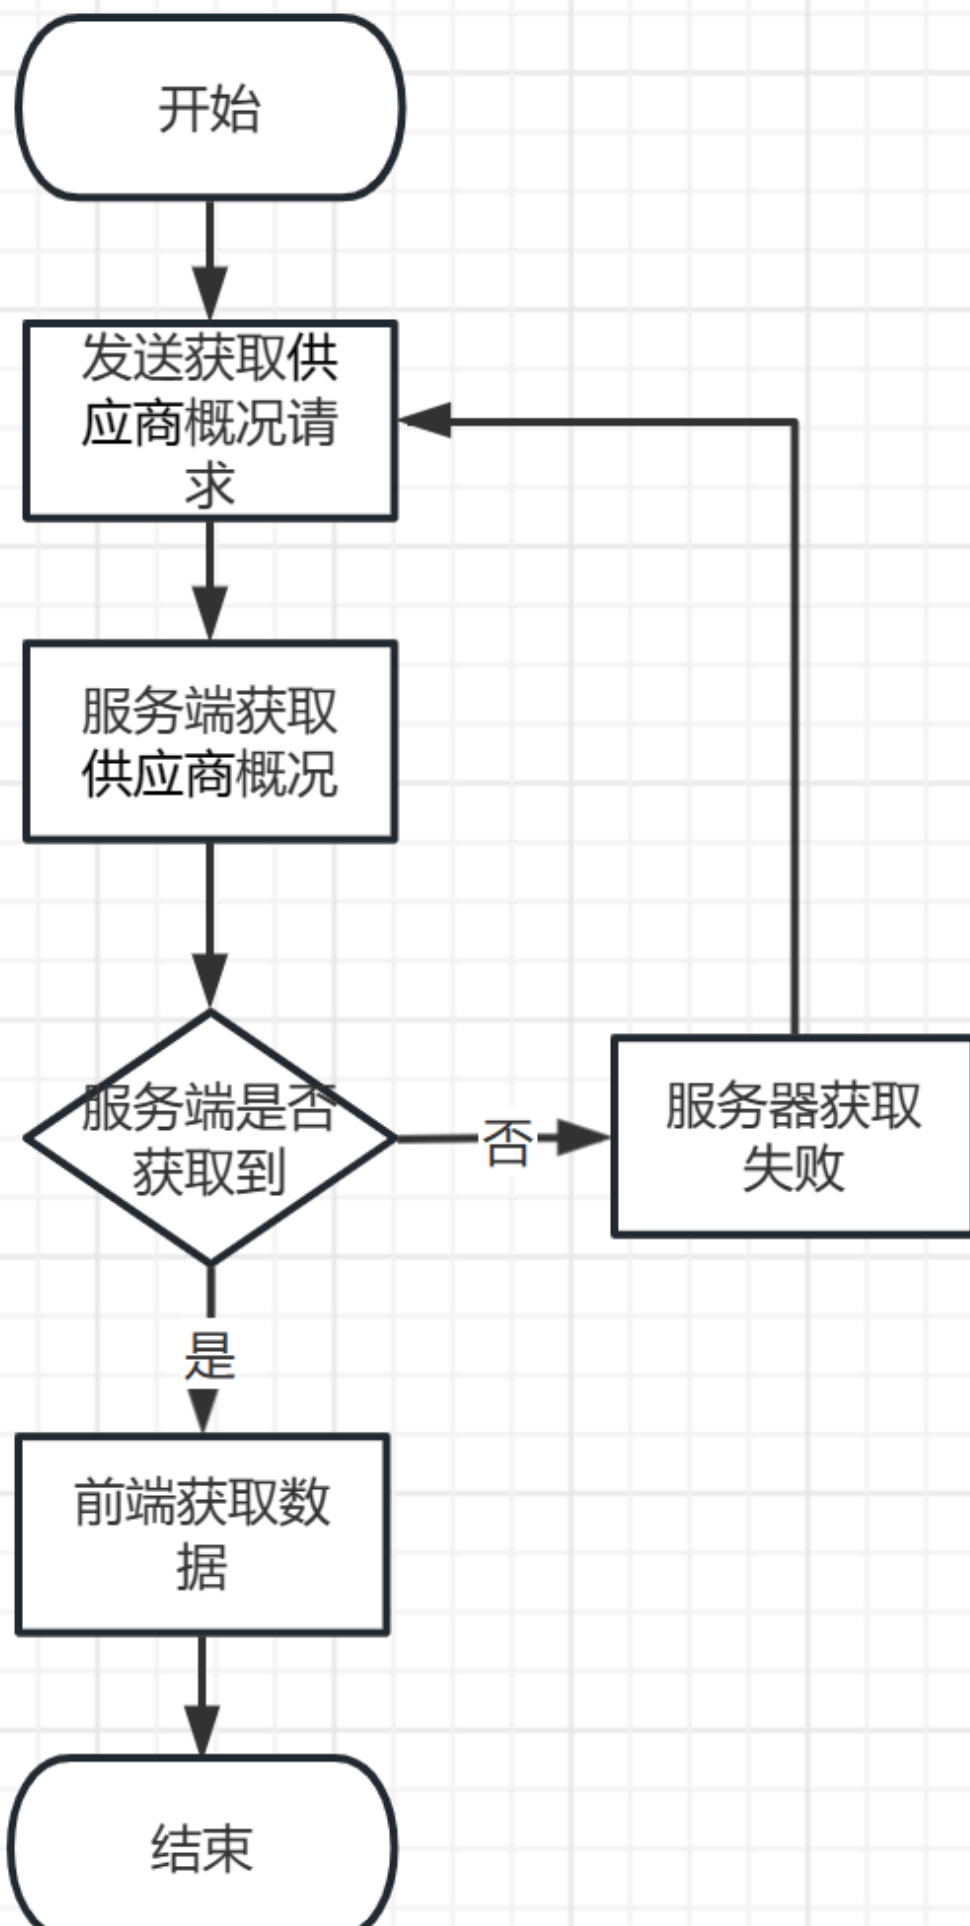 开始
发送获取供
应商概况请
求
服务端获取
供应商概况
服务端是否
获取到
否
服务器获取
失败
是
前端获取数
据
结束